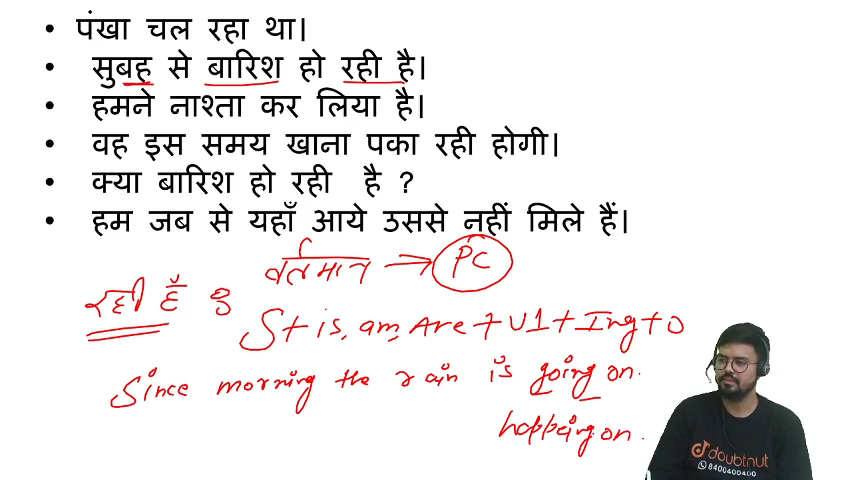 • पंखा चल रहा था।
• सुबह से बारिश हो रही है।
• हमने नाश्ता कर लिया है।
• वह इस समय खाना पका रही होगी।
• क्या बारिश हो रही है ?
• हम जब से यहाँ आये उससे नहीं मिले हैं।
वर्तमान → PC
रही है
S + is, am, Are + V1 + Ing + O
Since morning the rain is going on.
happeing on.
doubtnut
8400400400